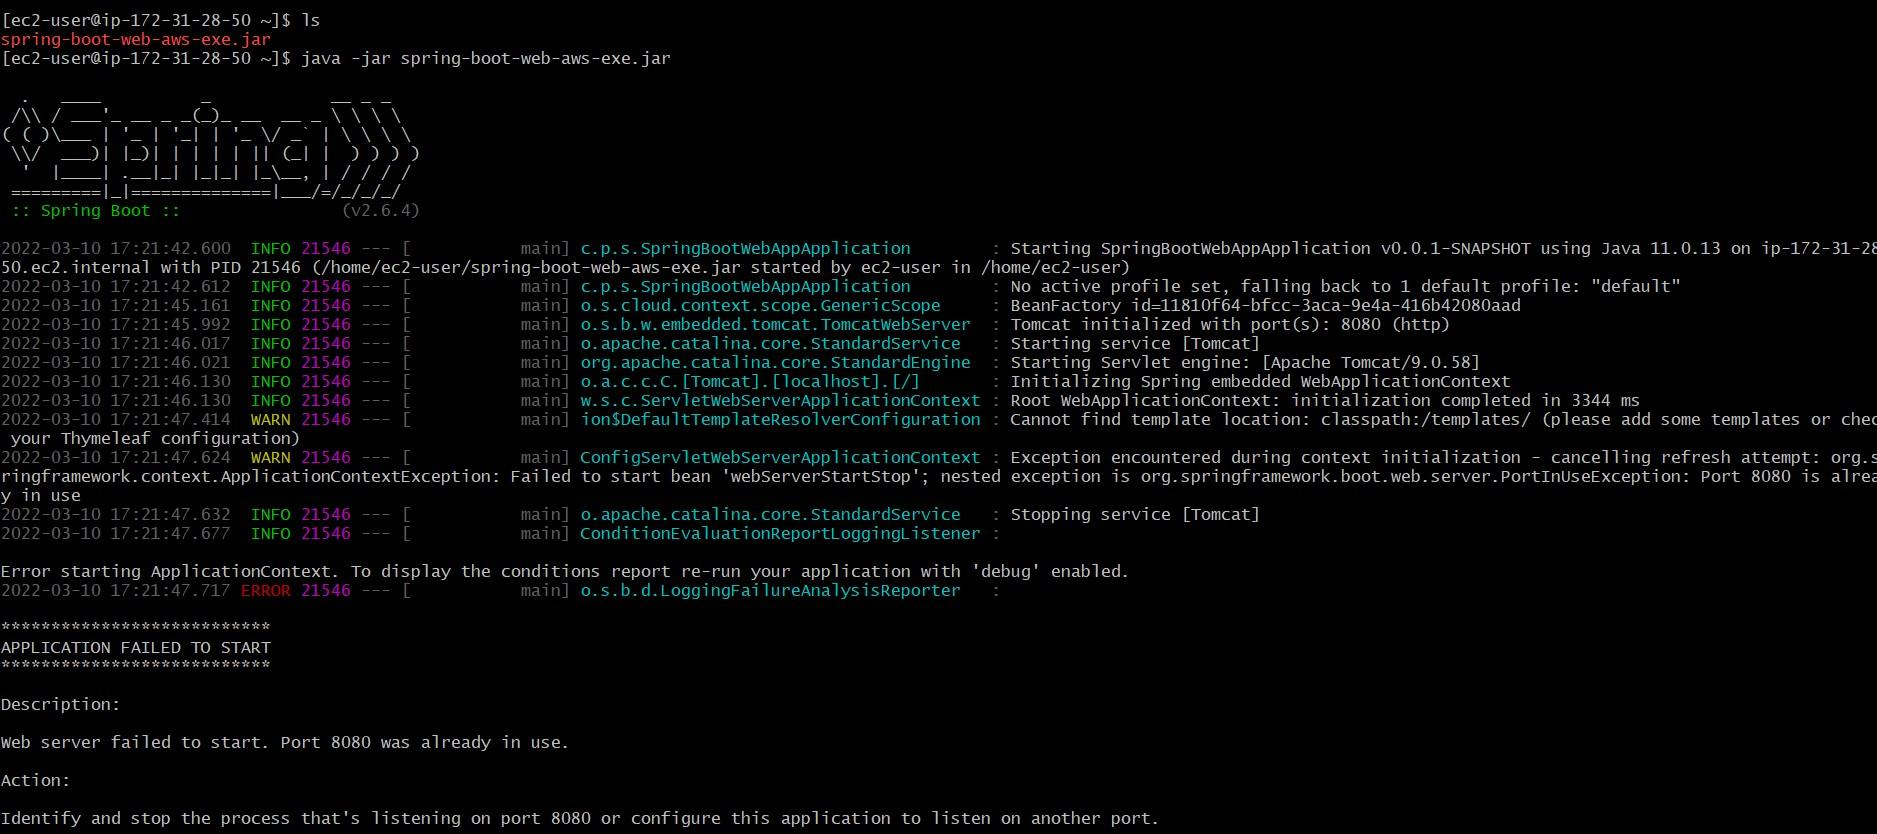 [ec2-user@ip-172-31-28-50 ~]$ ls
spring-boot-web-aws-exe.jar
[ec2-user@ip-172-31-28-50 ~]$ java -jar spring-boot-web-aws-exe.jar
  .   ____          _            __ _ _
 /\\ / ___'_ __ _ _(_)_ __  __ _ \ \ \ \
( ( )\___ | '_ | '_| | '_ \/ _` | \ \ \ \
 \\/  ___)| |_)| | | | | || (_| |  ) ) ) )
  '  |____| .__|_| |_|_| |_\__, | / / / /
 =========|_|==============|___/=/_/_/_/
 :: Spring Boot ::                (v2.6.4)
2022-03-10 17:21:42.600  INFO 21546 --- [           main] c.p.s.SpringBootWebAppApplication        : Starting SpringBootWebAppApplication v0.0.1-SNAPSHOT using Java 11.0.13 on ip-172-31-28
50.ec2.internal with PID 21546 (/home/ec2-user/spring-boot-web-aws-exe.jar started by ec2-user in /home/ec2-user)
2022-03-10 17:21:42.612  INFO 21546 --- [           main] c.p.s.SpringBootWebAppApplication        : No active profile set, falling back to 1 default profile: "default"
2022-03-10 17:21:45.161  INFO 21546 --- [           main] o.s.cloud.context.scope.GenericScope     : BeanFactory id=11810f64-bfcc-3aca-9e4a-416b42080aad
2022-03-10 17:21:45.992  INFO 21546 --- [           main] o.s.b.w.embedded.tomcat.TomcatWebServer  : Tomcat initialized with port(s): 8080 (http)
2022-03-10 17:21:46.017  INFO 21546 --- [           main] o.apache.catalina.core.StandardService   : Starting service [Tomcat]
2022-03-10 17:21:46.021  INFO 21546 --- [           main] org.apache.catalina.core.StandardEngine  : Starting Servlet engine: [Apache Tomcat/9.0.58]
2022-03-10 17:21:46.130  INFO 21546 --- [           main] o.a.c.c.C.[Tomcat].[localhost].[/]       : Initializing Spring embedded WebApplicationContext
2022-03-10 17:21:46.130  INFO 21546 --- [           main] w.s.c.ServletWebServerApplicationContext : Root WebApplicationContext: initialization completed in 3344 ms
2022-03-10 17:21:47.414  WARN 21546 --- [           main] ion$DefaultTemplateResolverConfiguration : Cannot find template location: classpath:/templates/ (please add some templates or chec
 your Thymeleaf configuration)
2022-03-10 17:21:47.624  WARN 21546 --- [           main] ConfigServletWebServerApplicationContext : Exception encountered during context initialization - cancelling refresh attempt: org.s
ringframework.context.ApplicationContextException: Failed to start bean 'webServerStartStop'; nested exception is org.springframework.boot.web.server.PortInUseException: Port 8080 is alrea
y in use
2022-03-10 17:21:47.632  INFO 21546 --- [           main] o.apache.catalina.core.StandardService   : Stopping service [Tomcat]
2022-03-10 17:21:47.677  INFO 21546 --- [           main] ConditionEvaluationReportLoggingListener :
Error starting ApplicationContext. To display the conditions report re-run your application with 'debug' enabled.
2022-03-10 17:21:47.717 ERROR 21546 --- [           main] o.s.b.d.LoggingFailureAnalysisReporter   :
***************************
APPLICATION FAILED TO START
***************************
Description:
Web server failed to start. Port 8080 was already in use.
Action:
Identify and stop the process that's listening on port 8080 or configure this application to listen on another port.